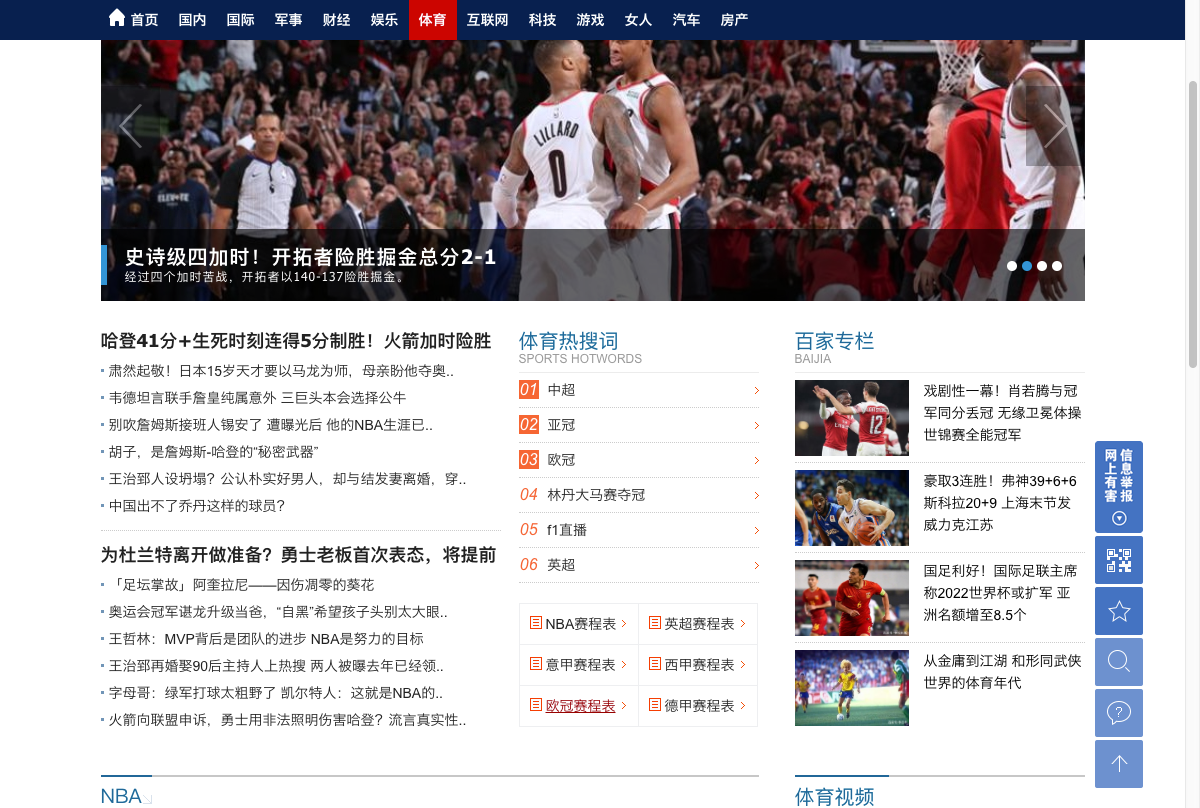 首页 国内 国际 军事 财经 娱乐 体育 互联网 科技 游戏 女人 汽车 房产
LILLARD
0
史诗级四加时！开拓者险胜掘金总分2-1
经过四个加时苦战，开拓者以140-137险胜掘金。
哈登41分+生死时刻连得5分制胜！火箭加时险胜
肃然起敬！日本15岁天才要以马龙为师，母亲盼他夺奥..
韦德坦言联手詹皇纯属意外 三巨头本会选择公牛
别吹詹姆斯接班人锡安了 遭曝光后 他的NBA生涯已..
胡子，是詹姆斯-哈登的“秘密武器”
王治郅人设坍塌？公认朴实好男人，却与结发妻离婚，穿..
中国出不了乔丹这样的球员？
为杜兰特离开做准备？勇士老板首次表态，将提前
「足坛掌故」阿奎拉尼——因伤凋零的葵花
奥运会冠军谌龙升级当爸，“自黑”希望孩子头别太大眼..
王哲林：MVP背后是团队的进步 NBA是努力的目标
王治郅再婚娶90后主持人上热搜 两人被曝去年已经领..
字母哥：绿军打球太粗野了 凯尔特人：这就是NBA的..
火箭向联盟申诉，勇士用非法照明伤害哈登？流言真实性..
体育热搜词
SPORTS HOTWORDS
01 中超
02 亚冠
03 欧冠
04 林丹大马赛夺冠
05 f1直播
06 英超
NBA赛程表 英超赛程表
意甲赛程表 西甲赛程表
欧冠赛程表 德甲赛程表
百家专栏
BAIJIA
戏剧性一幕！肖若腾与冠
军同分丢冠 无缘卫冕体操
世锦赛全能冠军
豪取3连胜！弗神39+6+6
斯科拉20+9 上海末节发
威力克江苏
国足利好！国际足联主席
称2022世界杯或扩军 亚
洲名额增至8.5个
从金庸到江湖 和形同武侠
世界的体育年代
网上有害
信息举报
NBA
体育视频